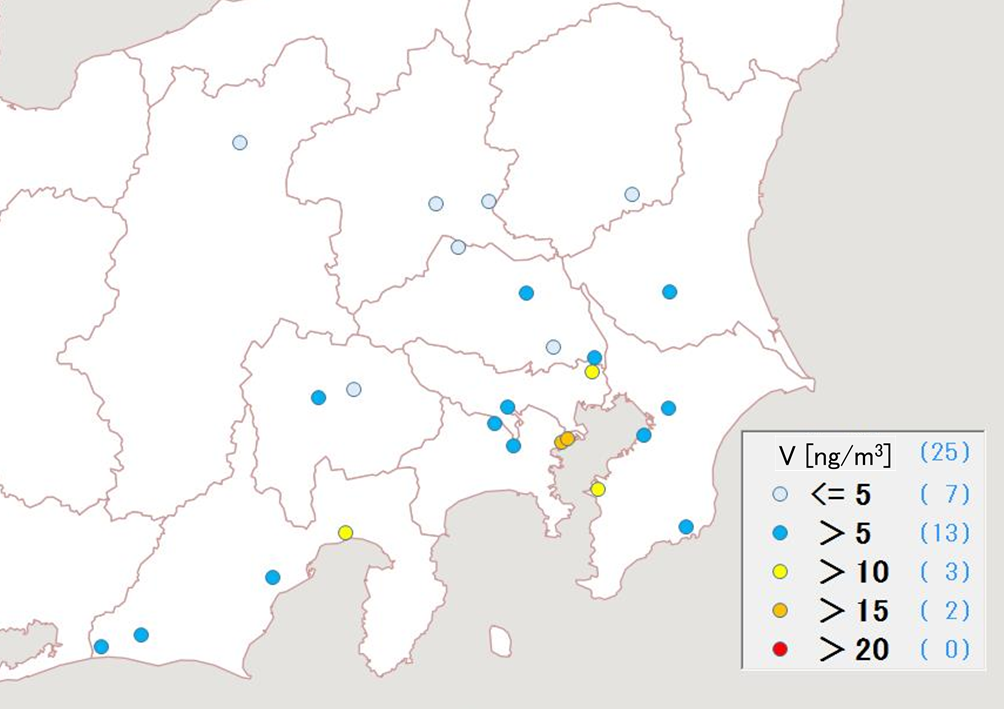 V [ng/m³] (25)
<= 5 ( 7)
> 5 (13)
> 10 ( 3)
> 15 ( 2)
> 20 ( 0)